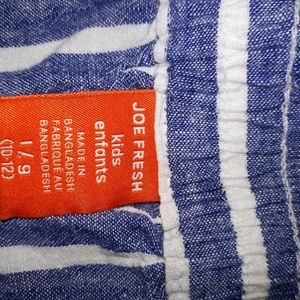 JOE FRESH
kids
enfants
MADE IN
BANGLADESH
FABRIQUÉ AU
BANGLADESH
L / G
(10-12)